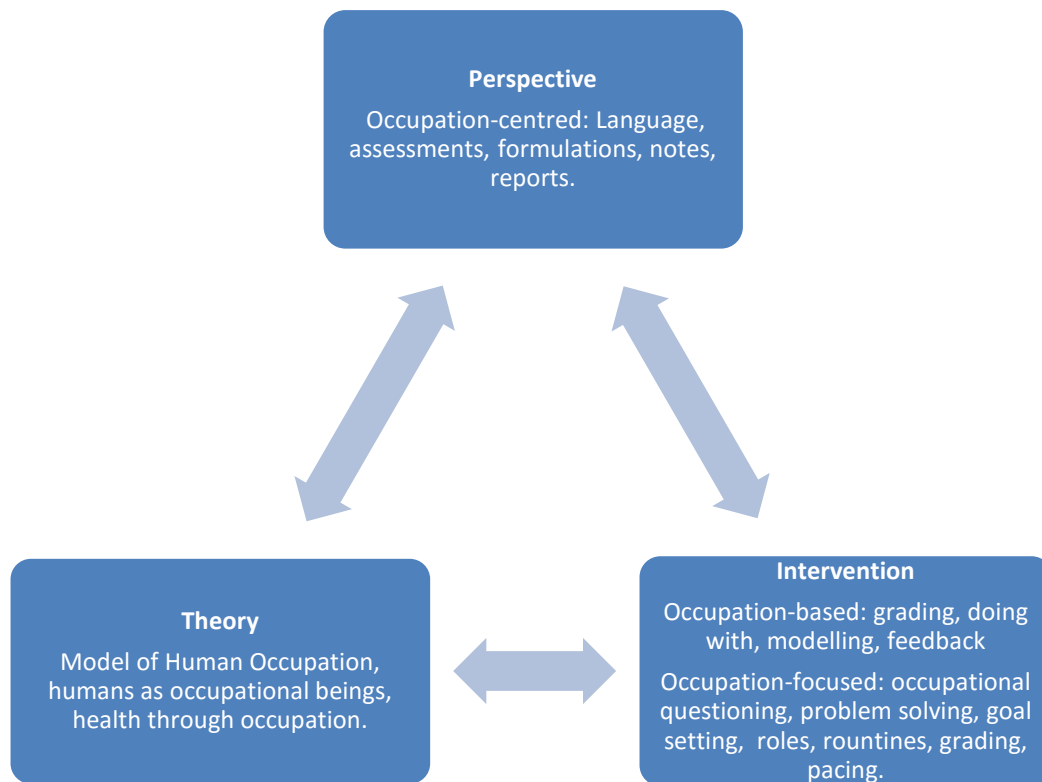 Perspective
Occupation-centred: Language,
assessments, formulations, notes,
reports.
Theory
Model of Human Occupation,
humans as occupational beings,
health through occupation.
Intervention
Occupation-based: grading, doing
with, modelling, feedback
Occupation-focused: occupational
questioning, problem solving, goal
setting,  roles, rountines, grading,
pacing.